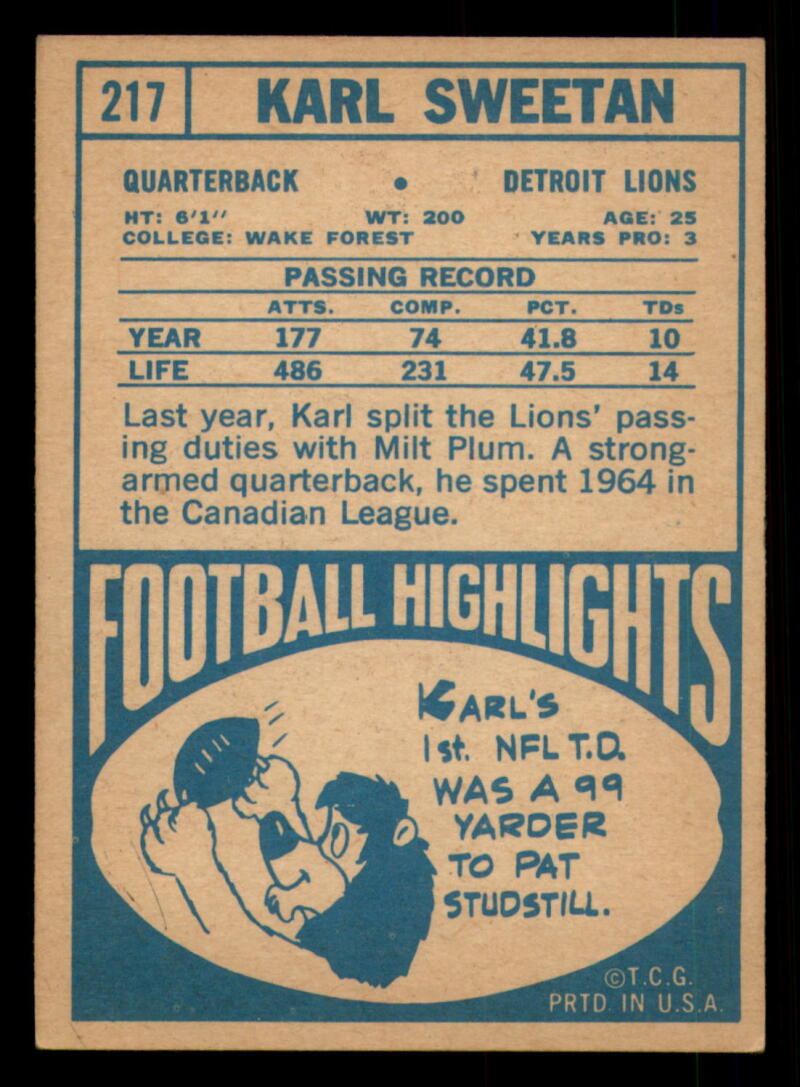 217 KARL SWEETAN
QUARTERBACK • DETROIT LIONS
HT: 6'1" WT: 200 AGE: 25
COLLEGE: WAKE FOREST YEARS PRO: 3
PASSING RECORD
ATTS. COMP. PCT. TDs
YEAR 177 74 41.8 10
LIFE 486 231 47.5 14
Last year, Karl split the Lions' pass-
ing duties with Milt Plum. A strong-
armed quarterback, he spent 1964 in
the Canadian League.
FOOTBALL HIGHLIGHTS
KARL'S
1st. NFL T.D.
WAS A 99
YARDER
TO PAT
STUDSTILL.
©T.C.G.
PRTD. IN U.S.A.